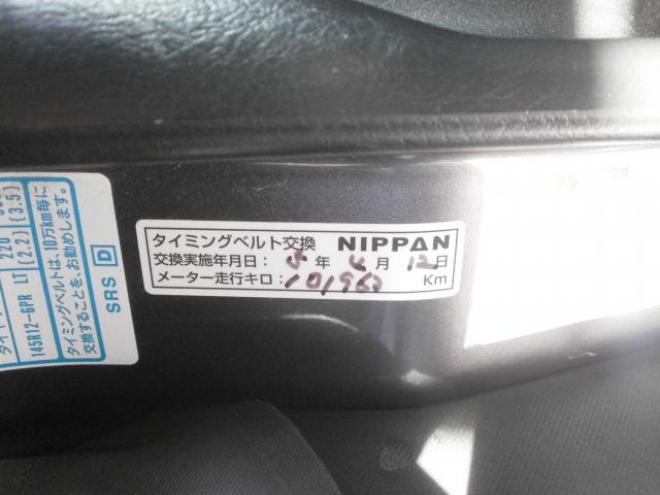 タイミングベルト交換 NIPPAN
交換実施年月日: 年 月 12日
メーター走行キロ: 101963 Km
220
145R12-6PR LT (2.2) {3.5}
タイミングベルトは、10万km毎に
交換することを、お勧めします。
SRS D